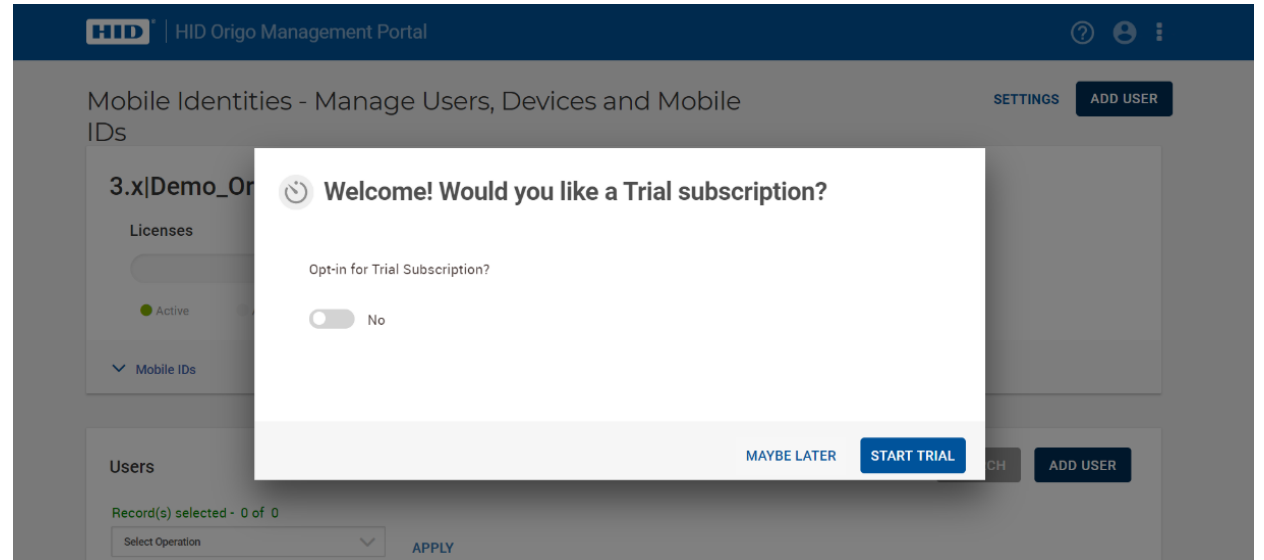 HID | HID Origo Management Portal
Mobile Identities - Manage Users, Devices and Mobile
IDs
SETTINGS
ADD USER
3.x|Demo_Or
Welcome! Would you like a Trial subscription?
Licenses
Opt-in for Trial Subscription?
Active
No
Mobile IDs
MAYBE LATER
START TRIAL
Users
CH
ADD USER
Record(s) selected - 0 of 0
Select Operation
APPLY